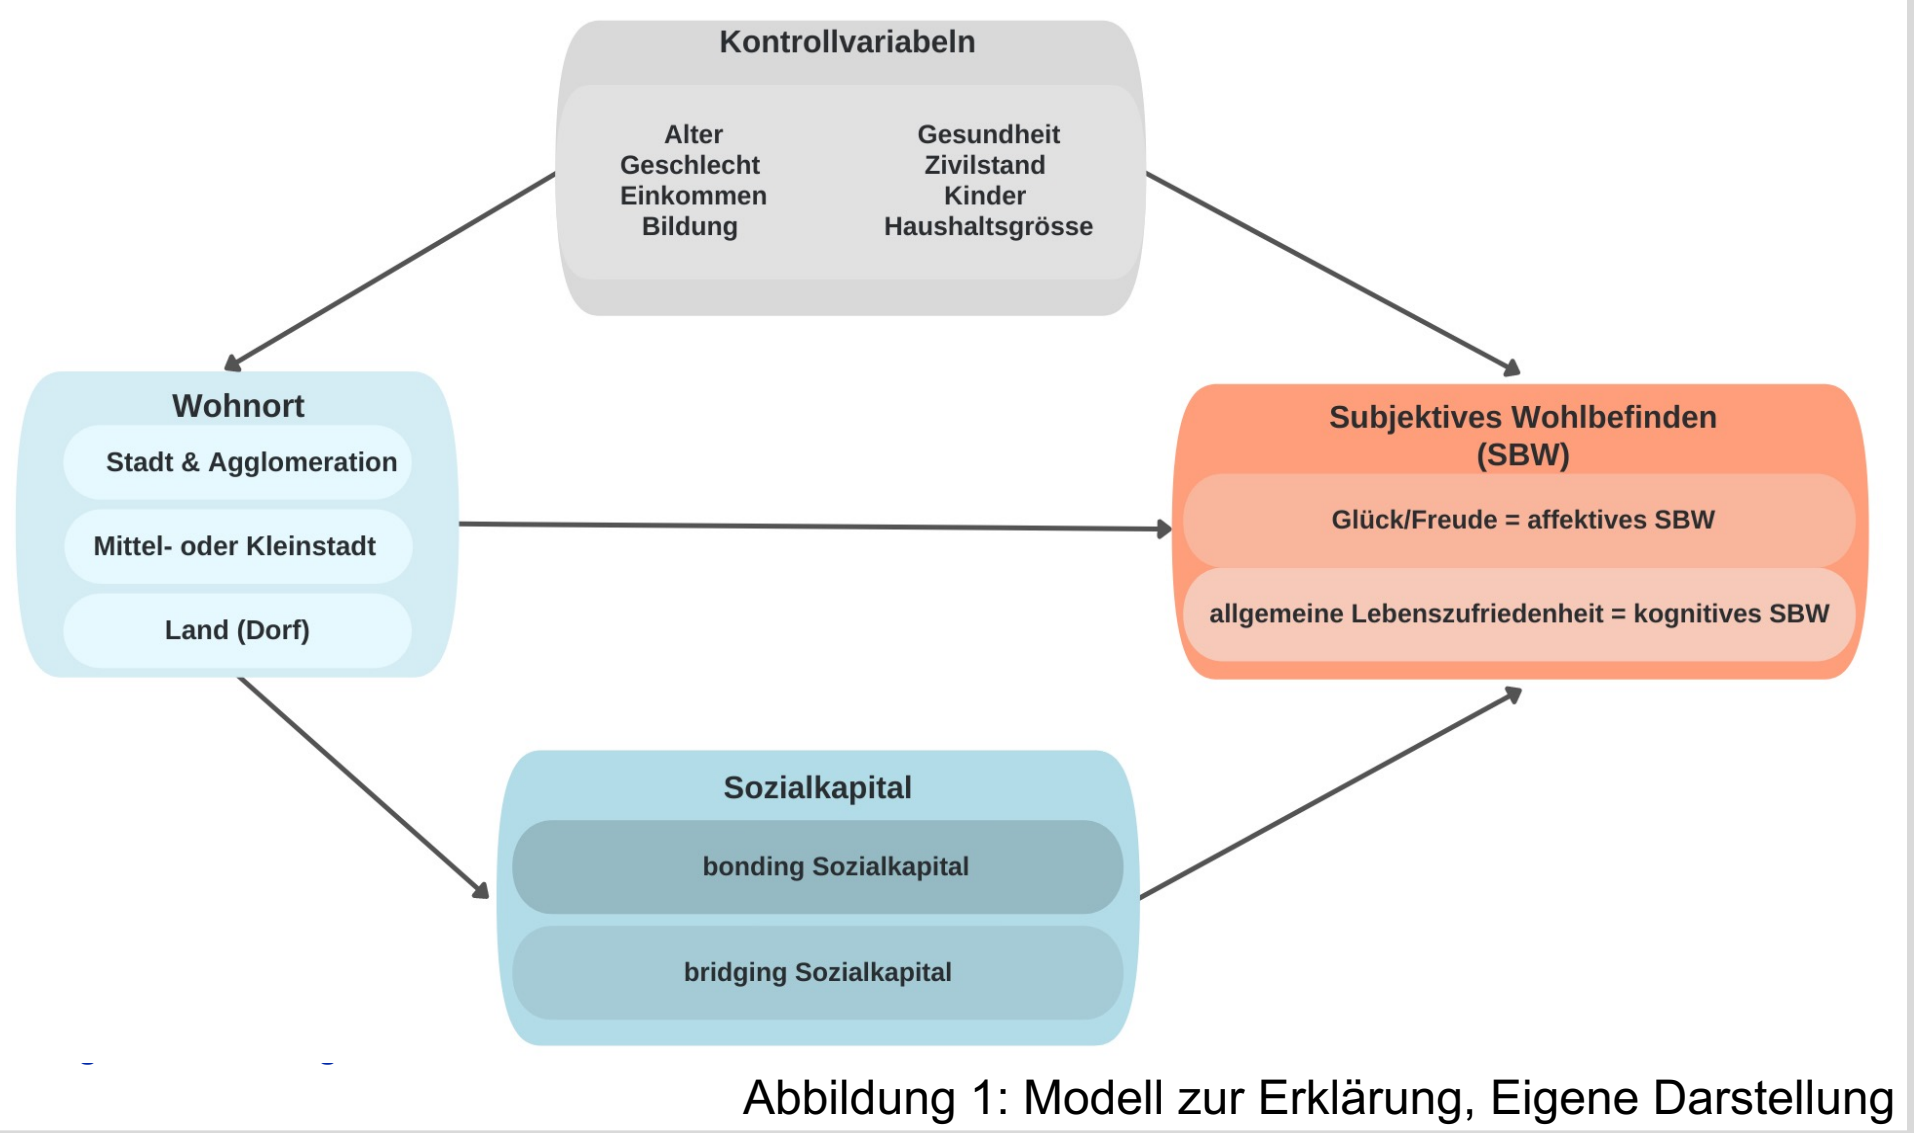 Kontrollvariabeln
Alter
Geschlecht
Einkommen
Bildung
Gesundheit
Zivilstand
Kinder
Haushaltsgrösse
Wohnort
Stadt & Agglomeration
Mittel- oder Kleinstadt
Land (Dorf)
Subjektives Wohlbefinden
(SBW)
Glück/Freude = affektives SBW
allgemeine Lebenszufriedenheit = kognitives SBW
Sozialkapital
bonding Sozialkapital
bridging Sozialkapital
Abbildung 1: Modell zur Erklärung, Eigene Darstellung